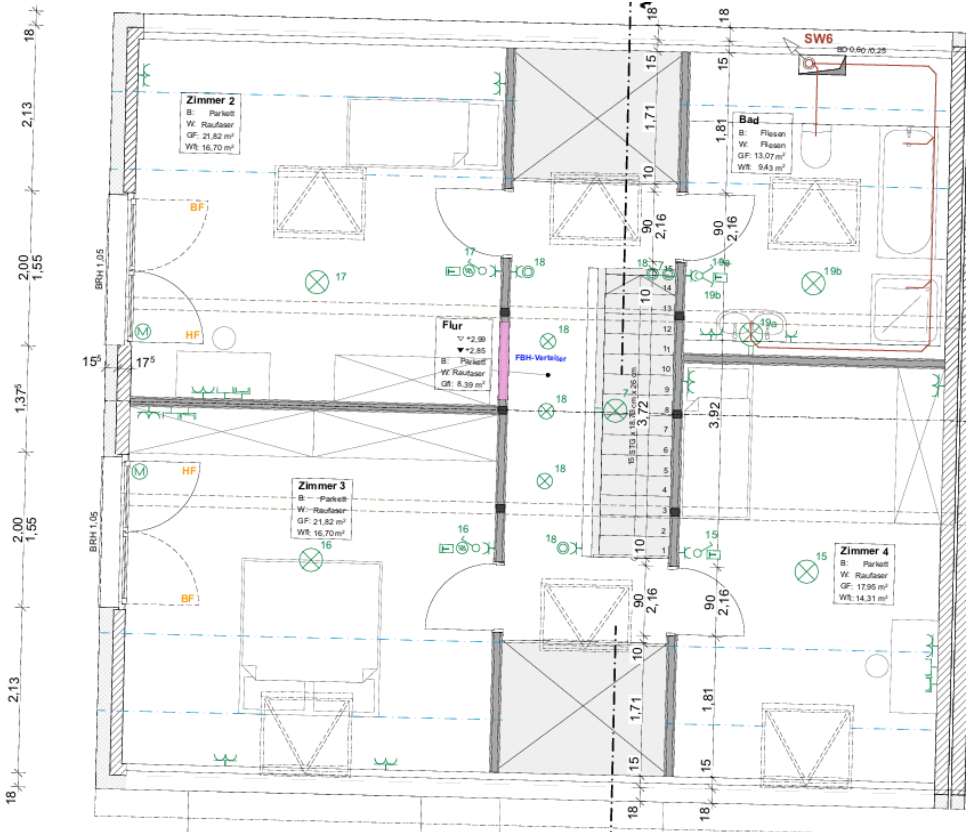 SW6
BD 0,60 /0,25
Zimmer 2
B: Parkett
W: Raufaser
GF: 21,82 m²
Wfl: 16,70 m²
Bad
B: Fliesen
W: Fliesen
GF: 13,07 m²
Wfl: 9,43 m²
Flur
▽ +2,99
▼ +2,85
B: Parkett
W: Raufaser
GF: 8,39 m²
FBH-Verteiler
Zimmer 3
B: Parkett
W: Raufaser
GF: 21,82 m²
Wfl: 16,70 m²
Zimmer 4
B: Parkett
W: Raufaser
GF: 17,95 m²
Wfl: 14,31 m²
BF
HF
HF
BF
M
M
BRH 1,05
BRH 1,05
18
2,13
2,00
1,55
1,37⁵
2,00
1,55
2,13
18
15⁵
17⁵
18
15
1,71
10
90
2,16
10
3,72
10
90
2,16
10
1,71
15
18
18
15
1,81
90
2,16
3,92
90
2,16
1,81
15
18
17
17
T
18
18
7
19a
T
19b
19b
19a
18
18
18
7
16
T
16
18
15
T
15
14
13
12
11
10
9
8
7
6
5
4
3
2
1